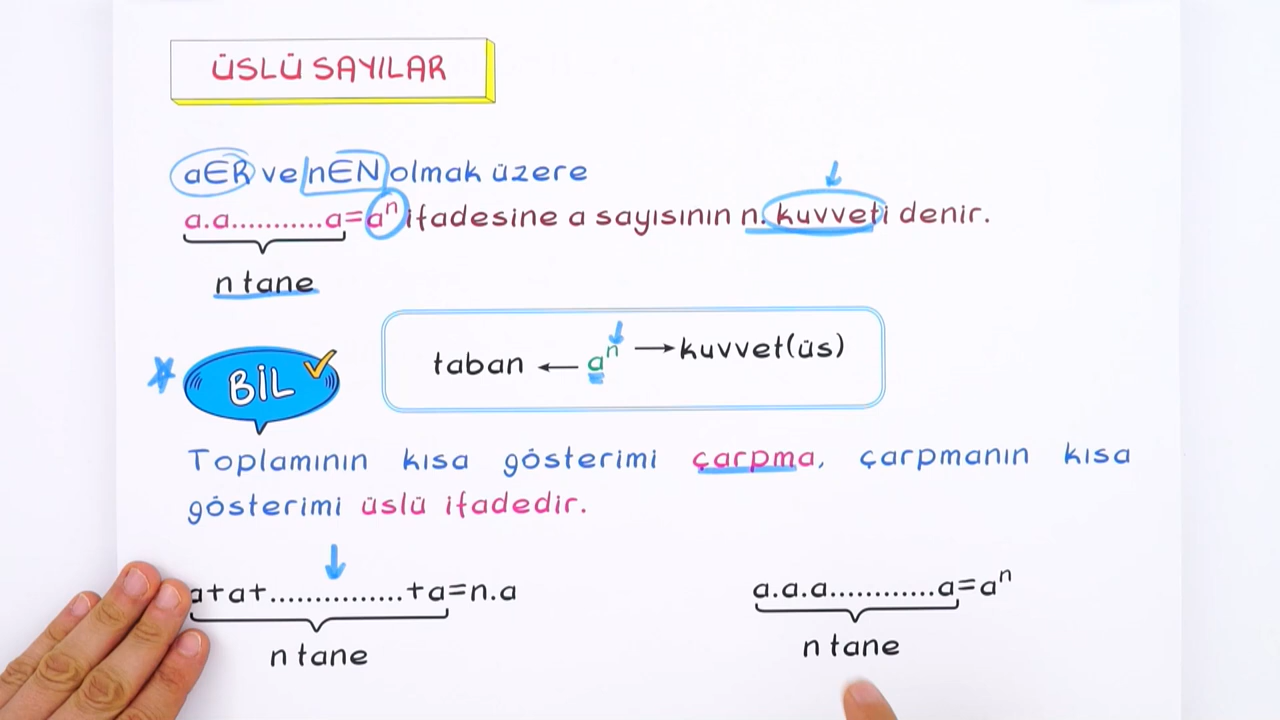 ÜSLÜ SAYILAR
a∈R ve n∈N olmak üzere
a.a...........a=aⁿ ifadesine a sayısının n. kuvveti denir.
n tane
taban ← aⁿ → kuvvet(üs)
BİL
Toplamının kısa gösterimi çarpma, çarpmanın kısa
gösterimi üslü ifadedir.
a+a+...............+a=n.a
n tane
a.a.a............a=aⁿ
n tane